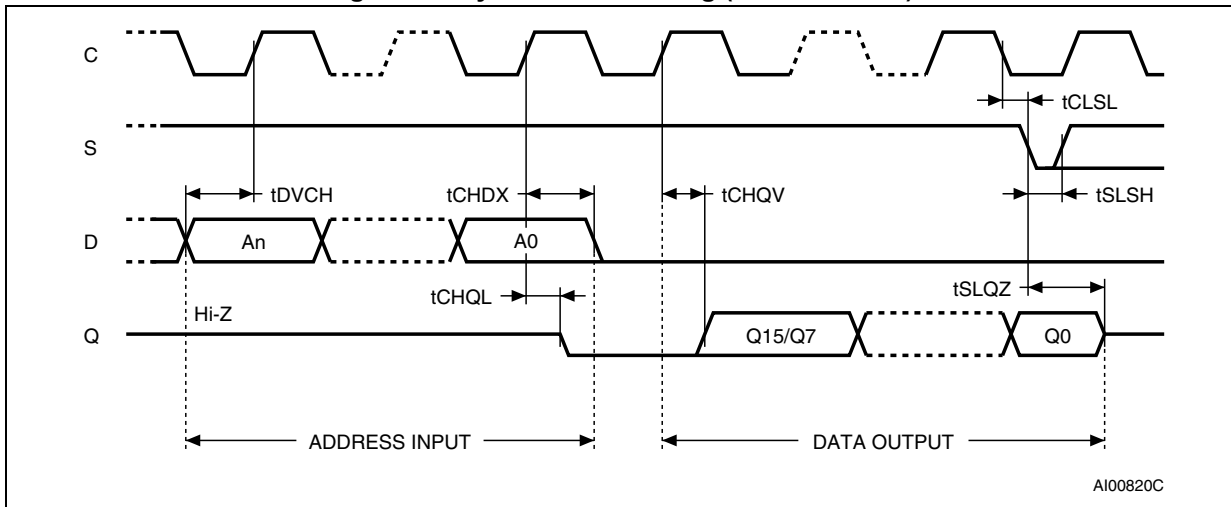 C
tCLSL
S
tDVCH
tCHDX
tCHQV
tSLSH
D
An
A0
tCHQL
tSLQZ
Hi-Z
Q
Q15/Q7
Q0
ADDRESS INPUT
DATA OUTPUT
AI00820C